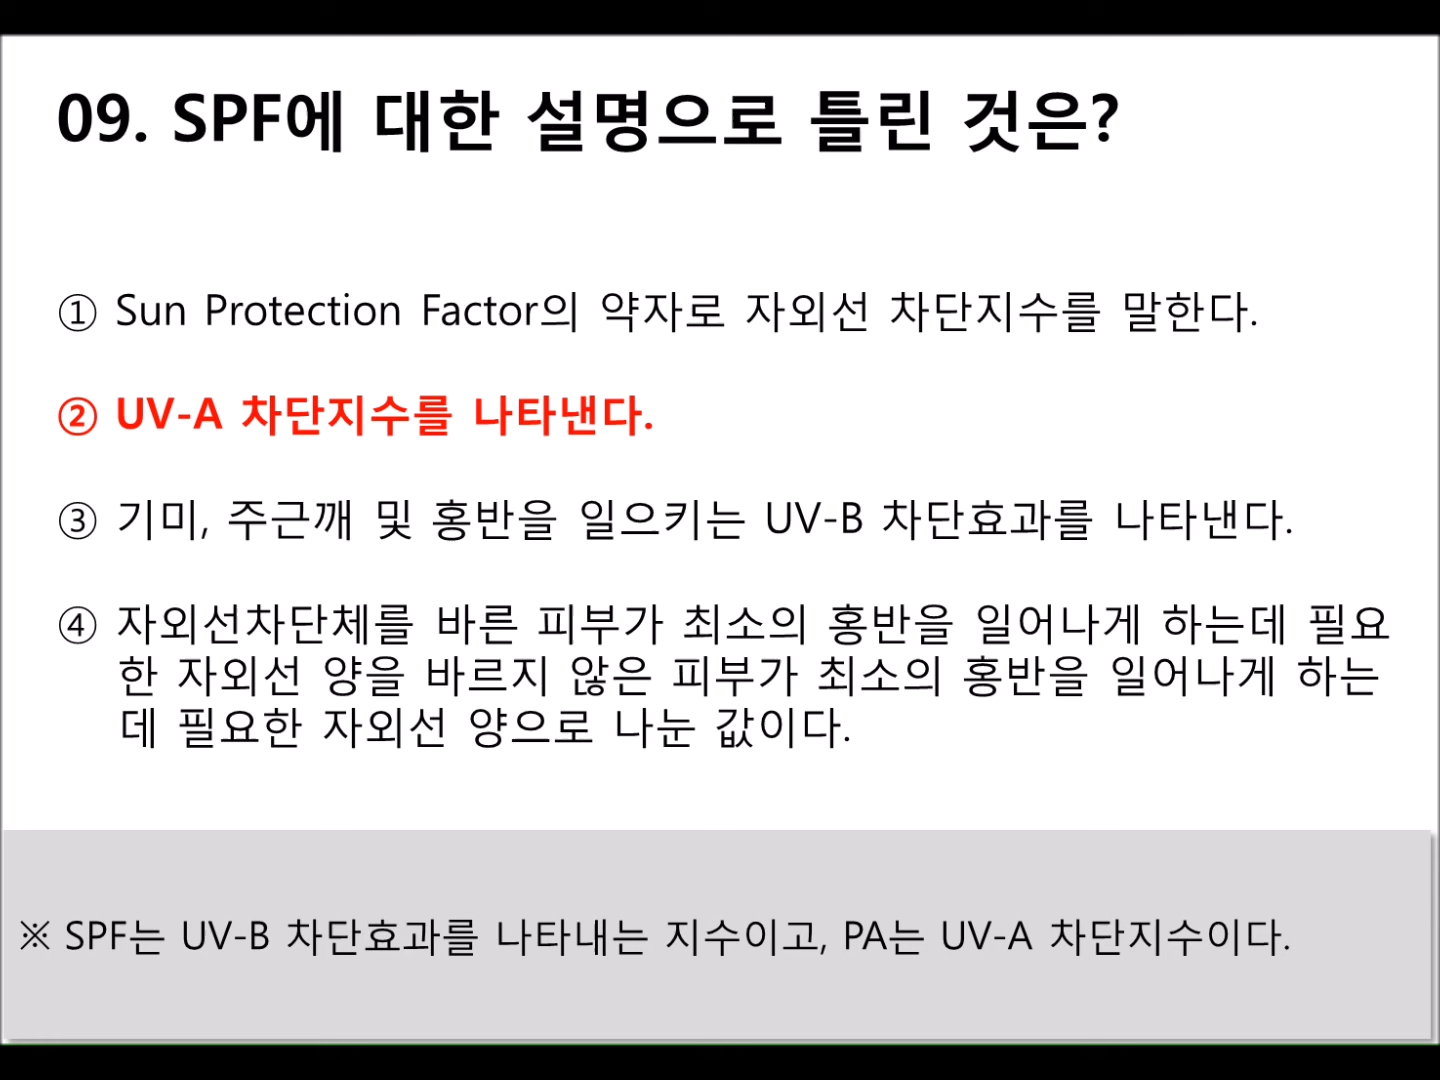 09. SPF에 대한 설명으로 틀린 것은?
① Sun Protection Factor의 약자로 자외선 차단지수를 말한다.
② UV-A 차단지수를 나타낸다.
③ 기미, 주근깨 및 홍반을 일으키는 UV-B 차단효과를 나타낸다.
④ 자외선차단체를 바른 피부가 최소의 홍반을 일어나게 하는데 필요
한 자외선 양을 바르지 않은 피부가 최소의 홍반을 일어나게 하는
데 필요한 자외선 양으로 나눈 값이다.
※ SPF는 UV-B 차단효과를 나타내는 지수이고, PA는 UV-A 차단지수이다.